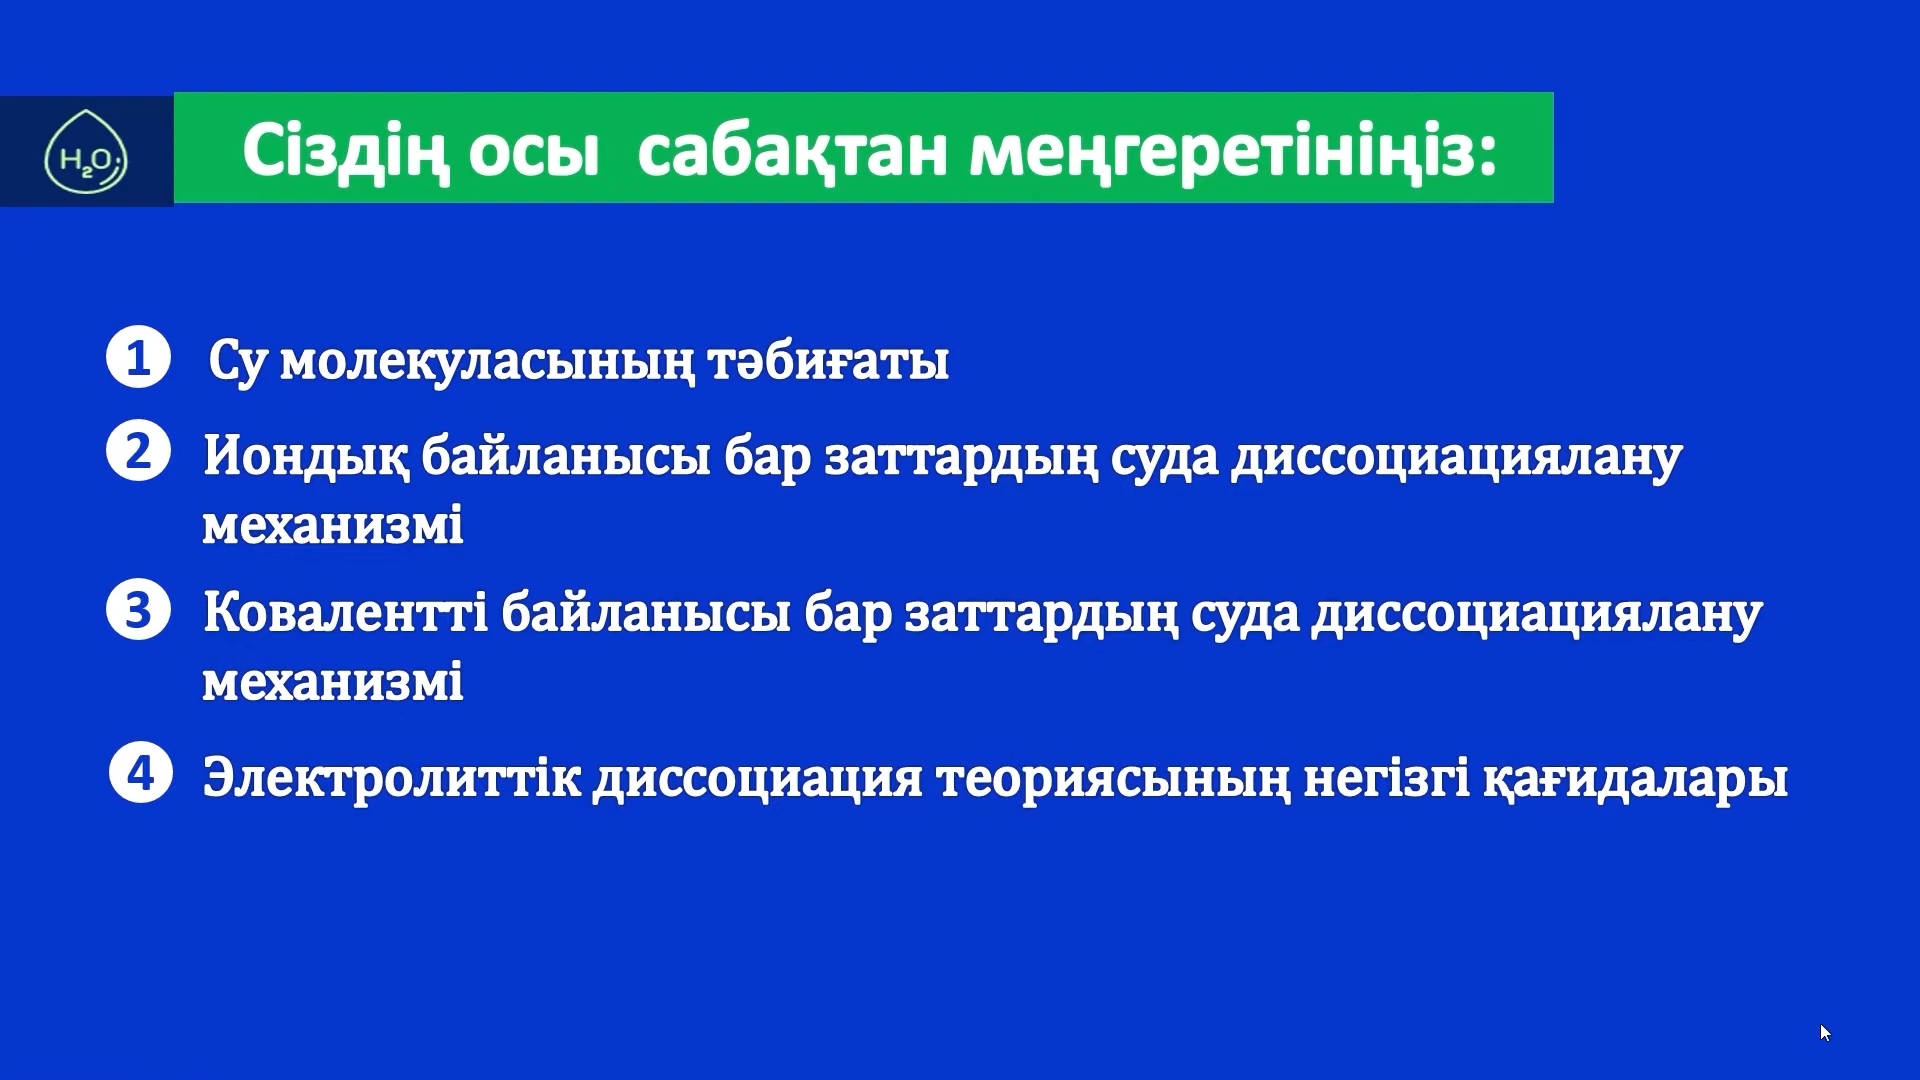 H₂O
Сіздің осы сабақтан меңгеретініңіз:
1 Су молекуласының тәбиғаты
2 Иондық байланысы бар заттардың суда диссоциациялану
механизмі
3 Ковалентті байланысы бар заттардың суда диссоциациялану
механизмі
4 Электролиттік диссоциация теориясының негізгі қағидалары